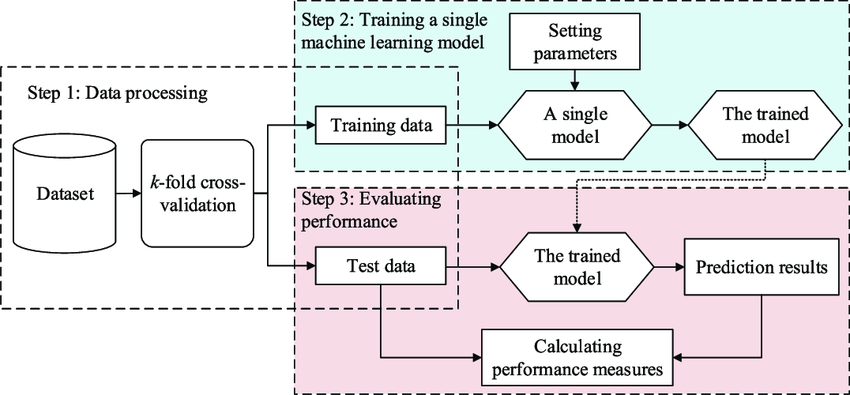 Step 2: Training a single
machine learning model
Setting
parameters
Step 1: Data processing
Training data
A single
model
The trained
model
Dataset
k-fold cross-
validation
Step 3: Evaluating
performance
Test data
The trained
model
Prediction results
Calculating
performance measures